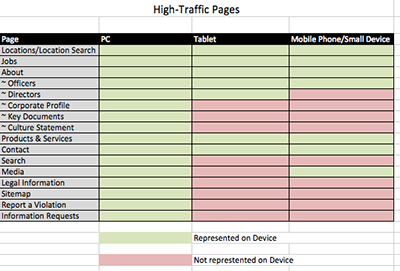 High-Traffic Pages
Page PC Tablet Mobile Phone/Small Device
Locations/Location Search
Jobs
About
~ Officers
~ Directors
~ Corporate Profile
~ Key Documents
~ Culture Statement
Products & Services
Contact
Search
Media
Legal Information
Sitemap
Report a Violation
Information Requests
Represented on Device
Not represtented on Device